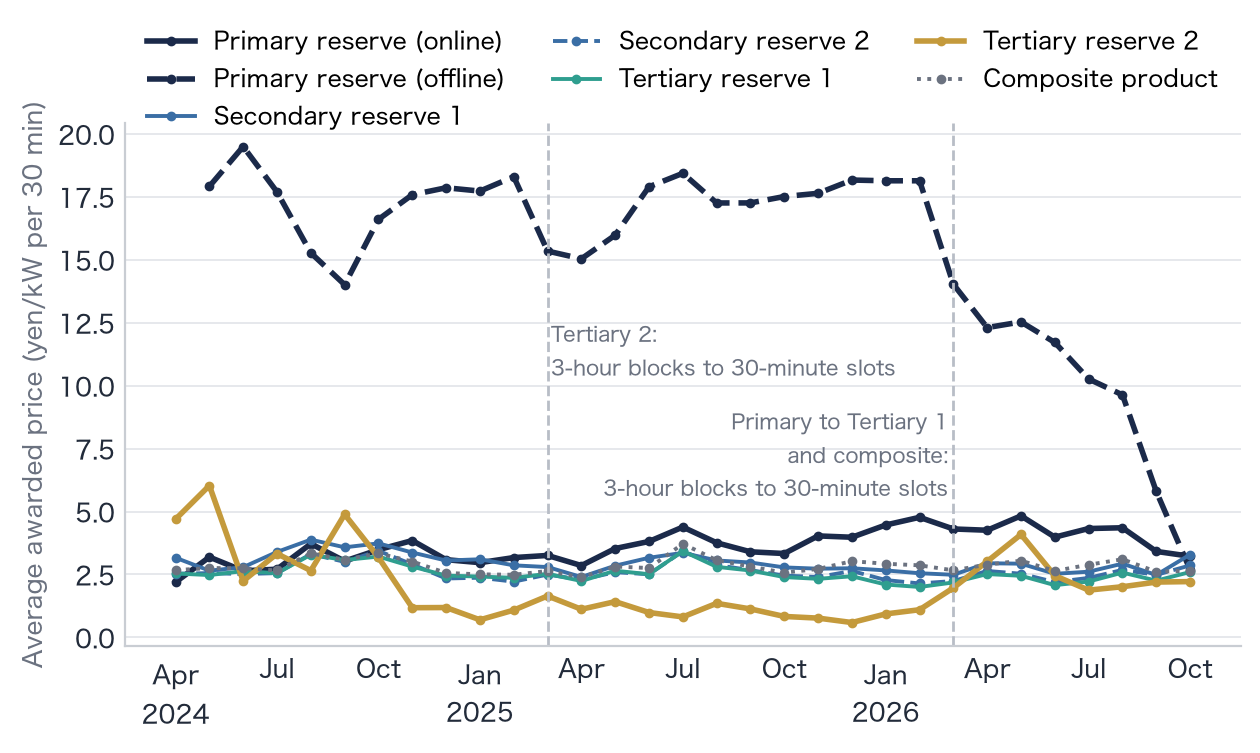 Primary reserve (online)
Primary reserve (offline)
Secondary reserve 1
Secondary reserve 2
Tertiary reserve 1
Tertiary reserve 2
Composite product
Average awarded price (yen/kW per 30 min)
20.0
17.5
15.0
12.5
10.0
7.5
5.0
2.5
0.0
Tertiary 2:
3-hour blocks to 30-minute slots
Primary to Tertiary 1
and composite:
3-hour blocks to 30-minute slots
Apr
2024
Jul
Oct
Jan
2025
Apr
Jul
Oct
Jan
2026
Apr
Jul
Oct